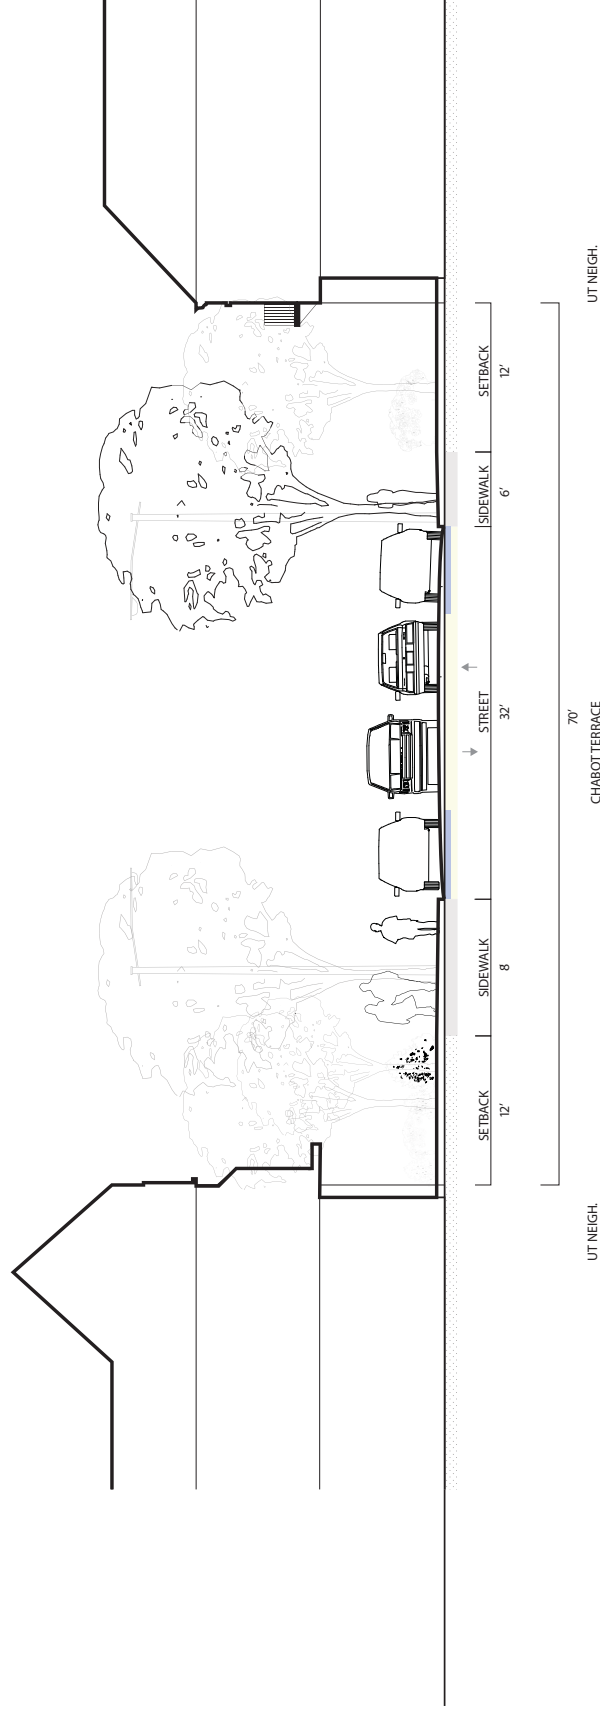 SETBACK SIDEWALK STREET SIDEWALK SETBACK
12’ 8 32’ 6’ 12’
70’
UT NEIGH. CHABOT TERRACE UT NEIGH.